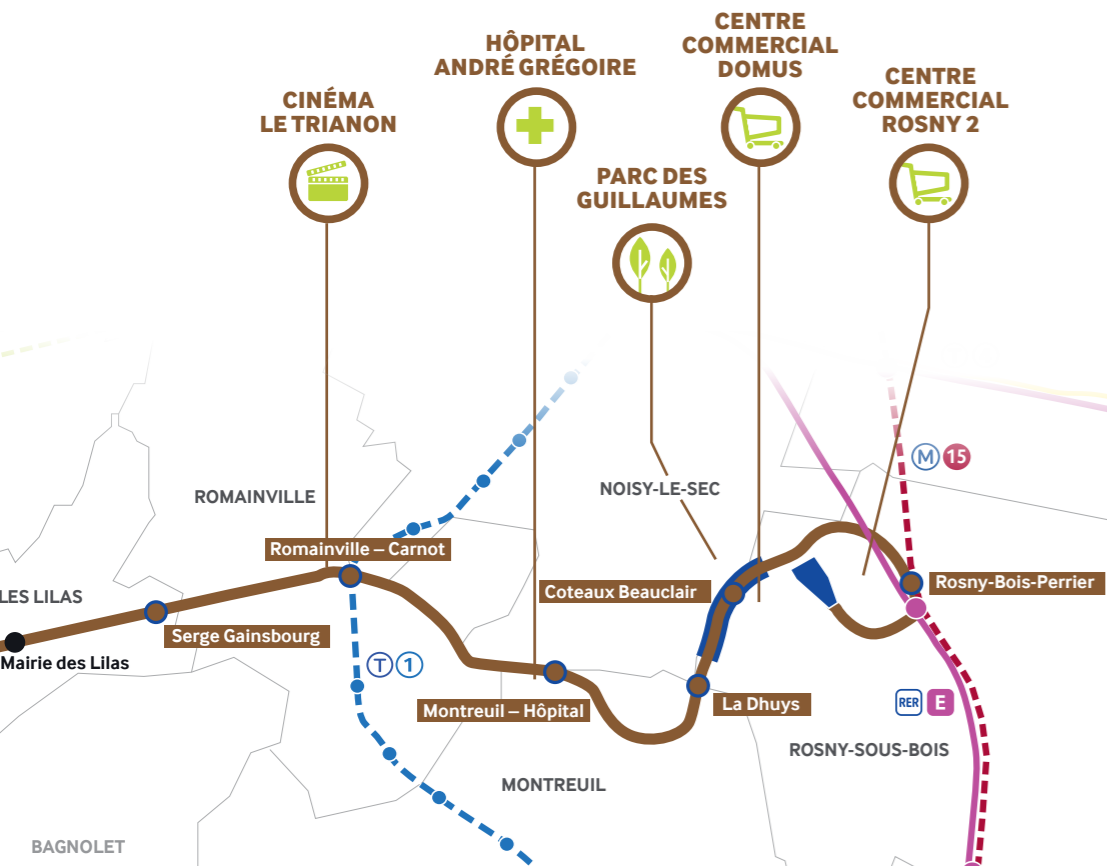 CINÉMA
LE TRIANON
HÔPITAL
ANDRÉ GRÉGOIRE
PARC DES
GUILLAUMES
CENTRE
COMMERCIAL
DOMUS
CENTRE
COMMERCIAL
ROSNY 2
M 15
ROMAINVILLE
NOISY-LE-SEC
Romainville – Carnot
Coteaux Beauclair
Rosny-Bois-Perrier
LES LILAS
Serge Gainsbourg
Mairie des Lilas
T 1
Montreuil – Hôpital
La Dhuys
RER E
ROSNY-SOUS-BOIS
MONTREUIL
BAGNOLET